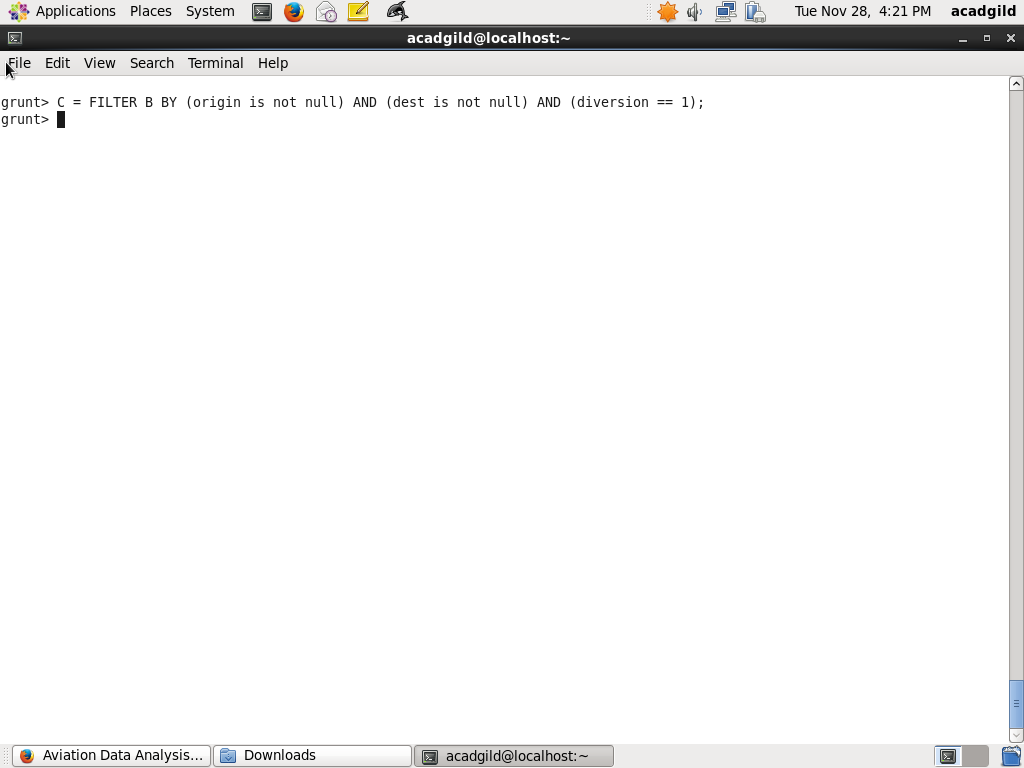 Applications Places System Tue Nov 28, 4:21 PM acadgild
acadgild@localhost:~
File Edit View Search Terminal Help
grunt> C = FILTER B BY (origin is not null) AND (dest is not null) AND (diversion == 1);
grunt>
Aviation Data Analysis... Downloads acadgild@localhost:~